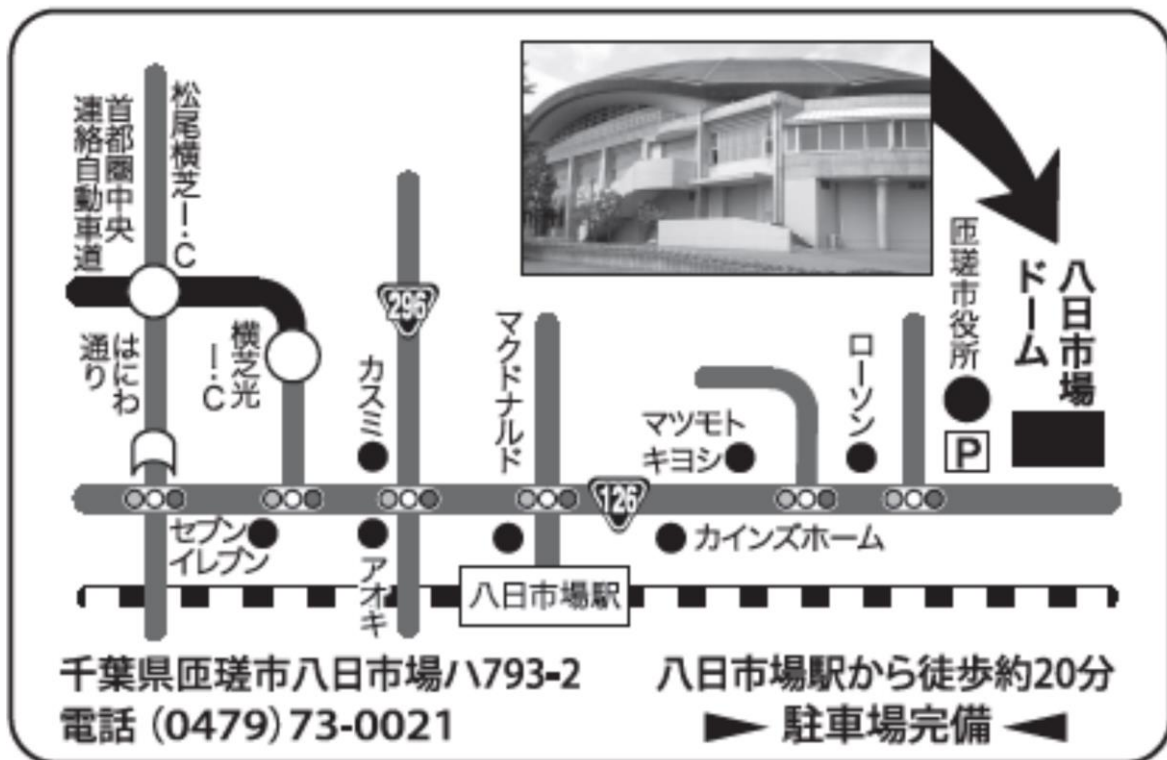 首都圏中央
連絡自動車道
松尾横芝I・C
はにわ
通り
横芝光
I・C
296
カスミ
マクドナルド
マツモト
キヨシ
ローソン
匝瑳市役所
P
八日市場
ドーム
126
セブン
イレブン
アオキ
カインズホーム
八日市場駅
千葉県匝瑳市八日市場ハ793-2
電話 (0479) 73-0021
八日市場駅から徒歩約20分
駐車場完備